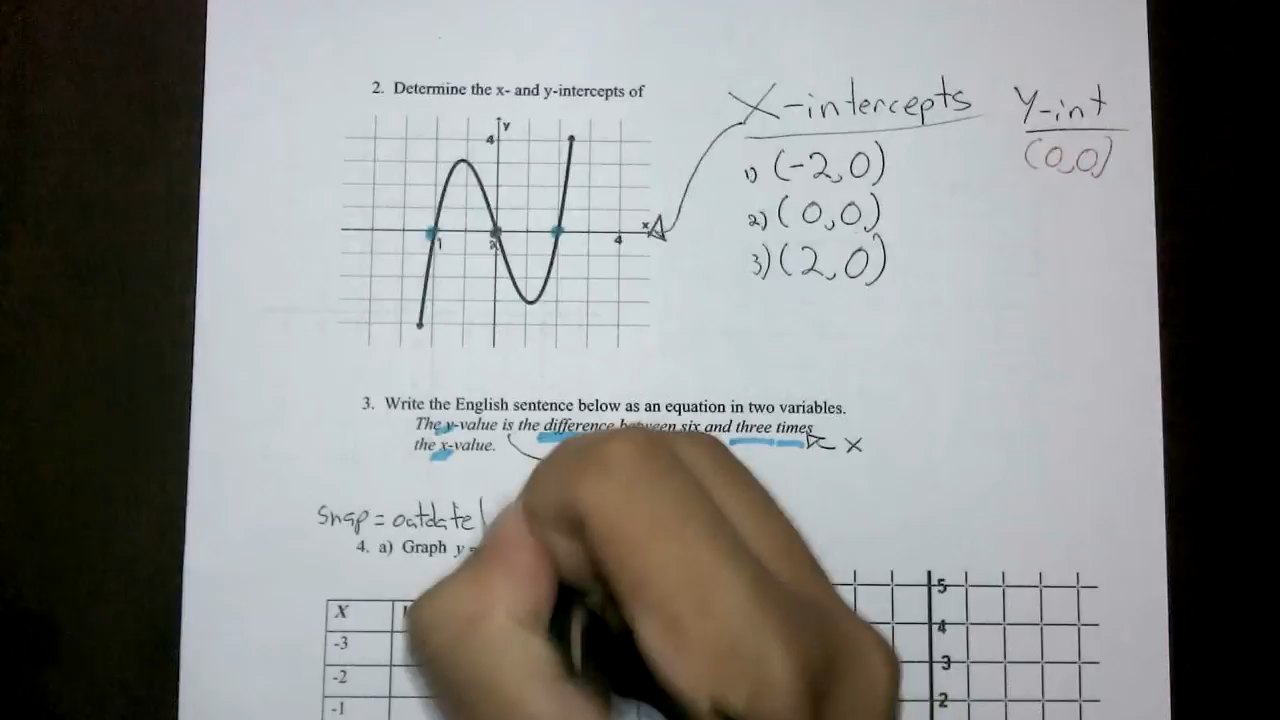 2. Determine the x- and y-intercepts of
X-intercepts
Y-int
y
4
1) (-2,0)
(0,0)
2) (0,0)
x
4
3) (2,0)
3. Write the English sentence below as an equation in two variables.
The y-value is the difference between six and three times
the x-value.
x
Snap = outdate
4. a) Graph y =
X
-3
-2
-1
5
4
3
2